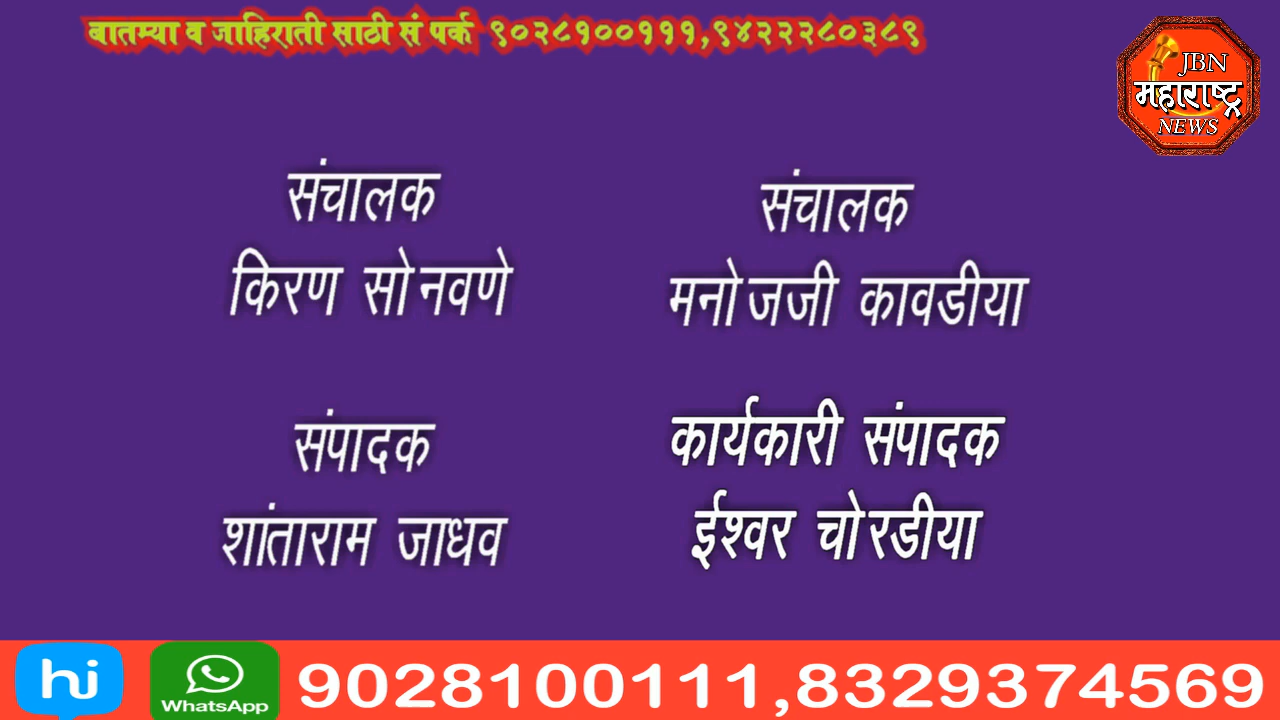 बातम्या व जाहिराती साठी सं पर्क ९०२८१००१११,९४२२२८०३८९
JBN
महाराष्ट्र
NEWS
संचालक
किरण सोनवणे
संचालक
मनोजजी कावडीया
संपादक
शांताराम जाधव
कार्यकारी संपादक
ईश्वर चोरडीया
hi
WhatsApp
9028100111,8329374569